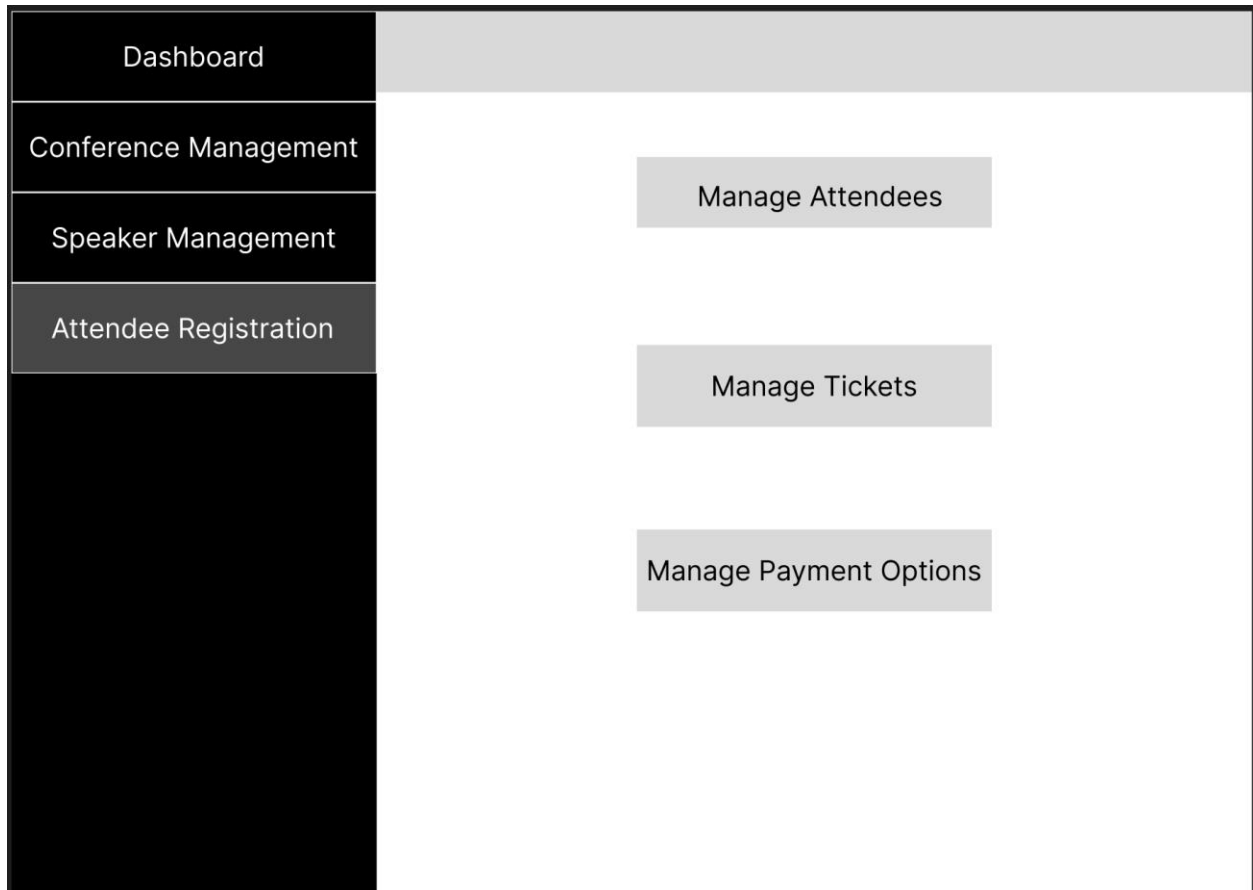 Dashboard
Conference Management
Speaker Management
Attendee Registration
Manage Attendees
Manage Tickets
Manage Payment Options